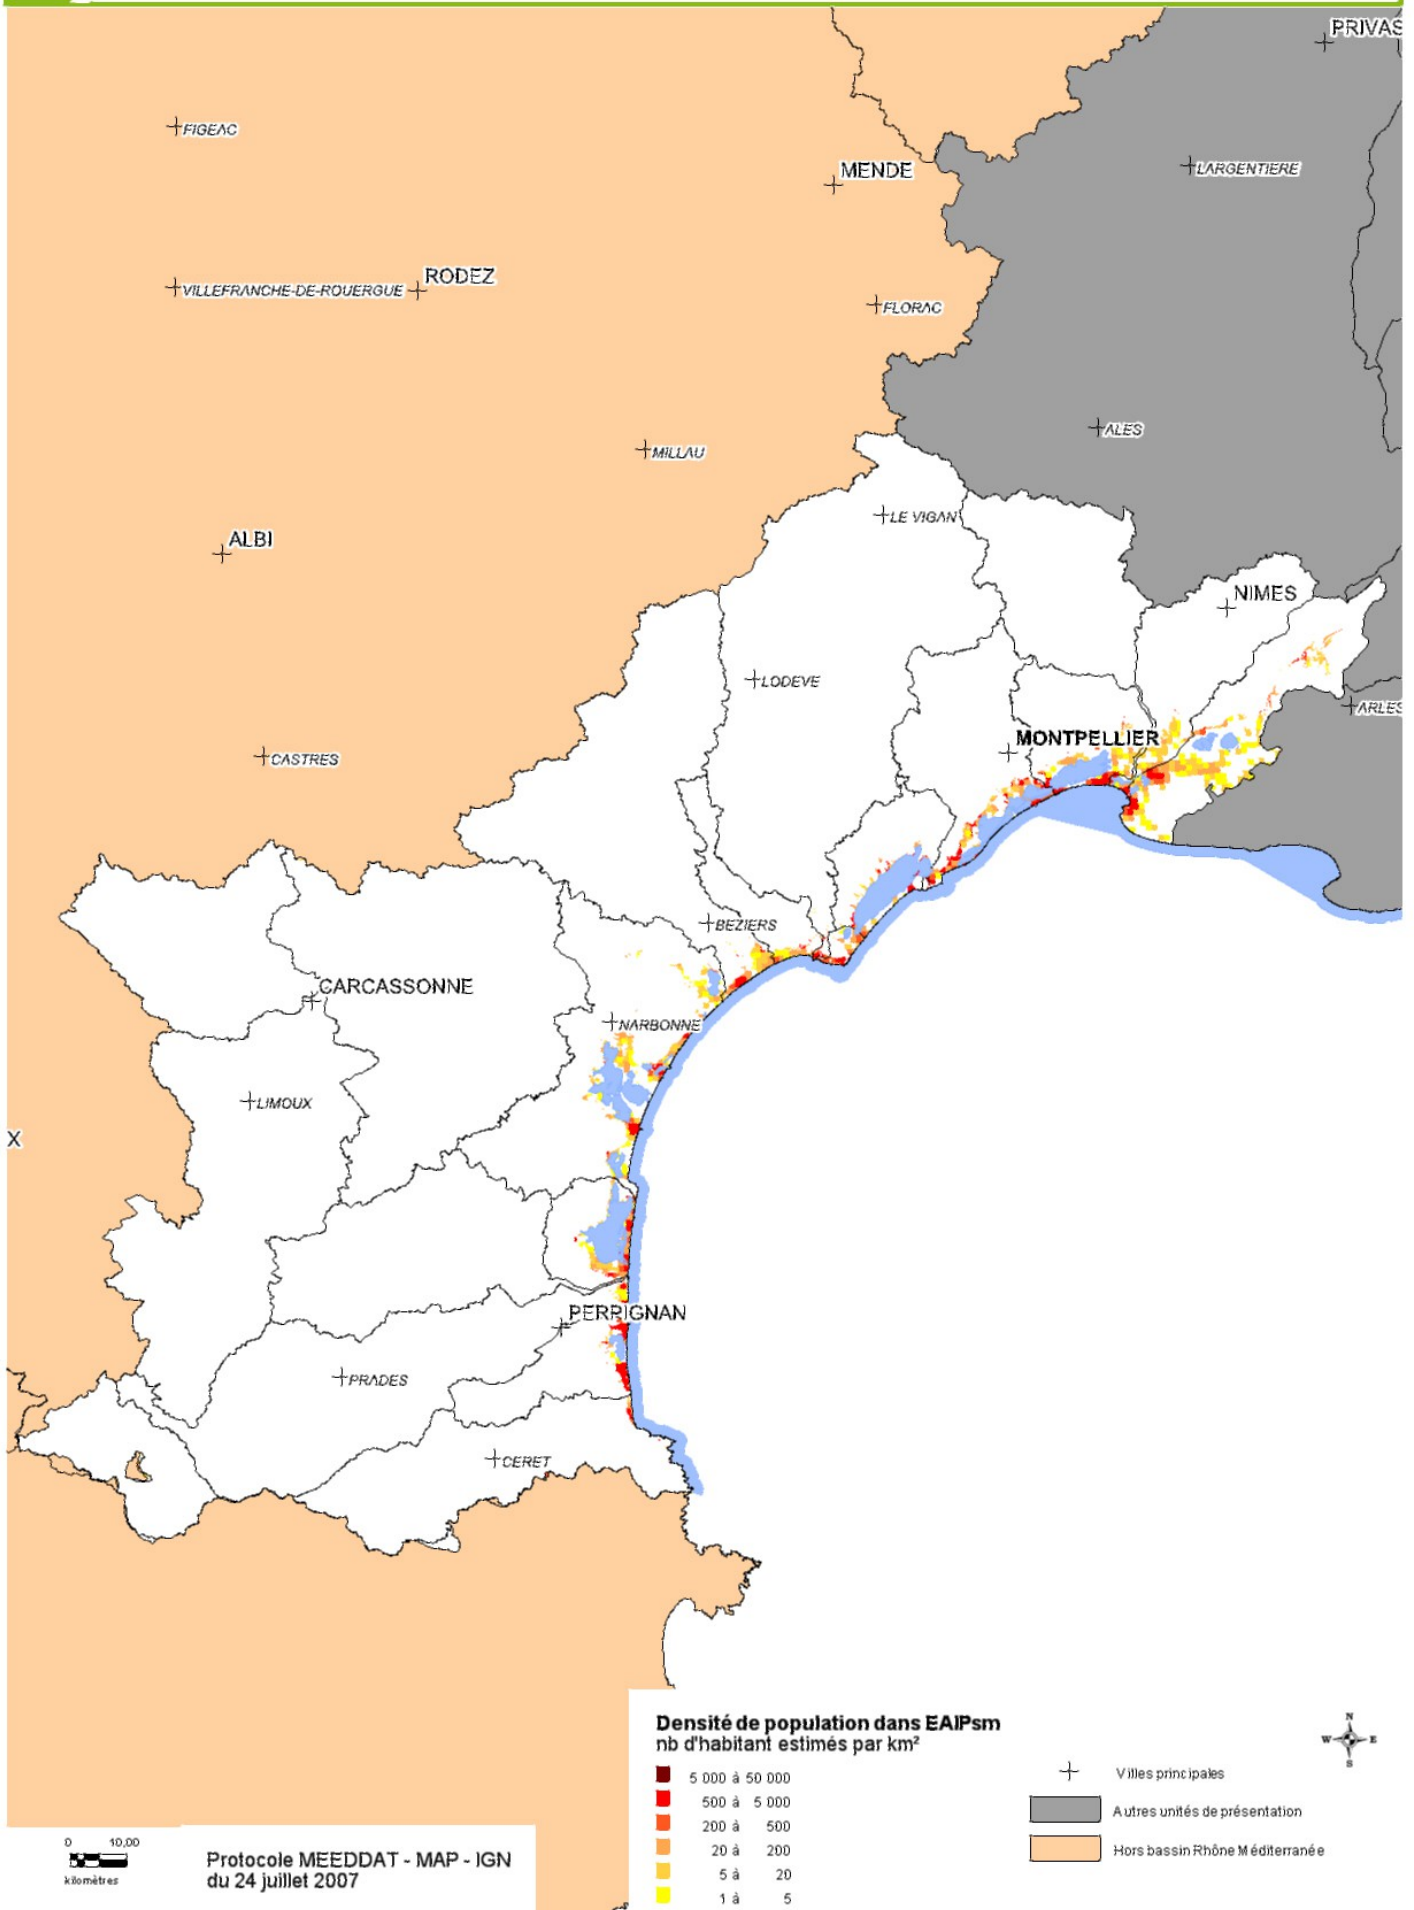 PRIVAS
FIGEAC
LARGENTIERE
MENDE
RODEZ
VILLEFRANCHE-DE-ROUERGUE
FLORAC
ALES
MILLAU
LE VIGAN
ALBI
NIMES
LODEVE
ARLES
MONTPELLIER
CASTRES
BEZIERS
CARCASSONNE
NARBONNE
LIMOUX
X
PERPIGNAN
PRADES
CERET
Densité de population dans EAIPsm
nb d'habitant estimés par km²
5 000 à 50 000
500 à 5 000
200 à 500
20 à 200
5 à 20
1 à 5
N
W E
S
Villes principales
Autres unités de présentation
Hors bassin Rhône Méditerranée
0 10,00
kilomètres
Protocole MEEDDAT - MAP - IGN
du 24 juillet 2007